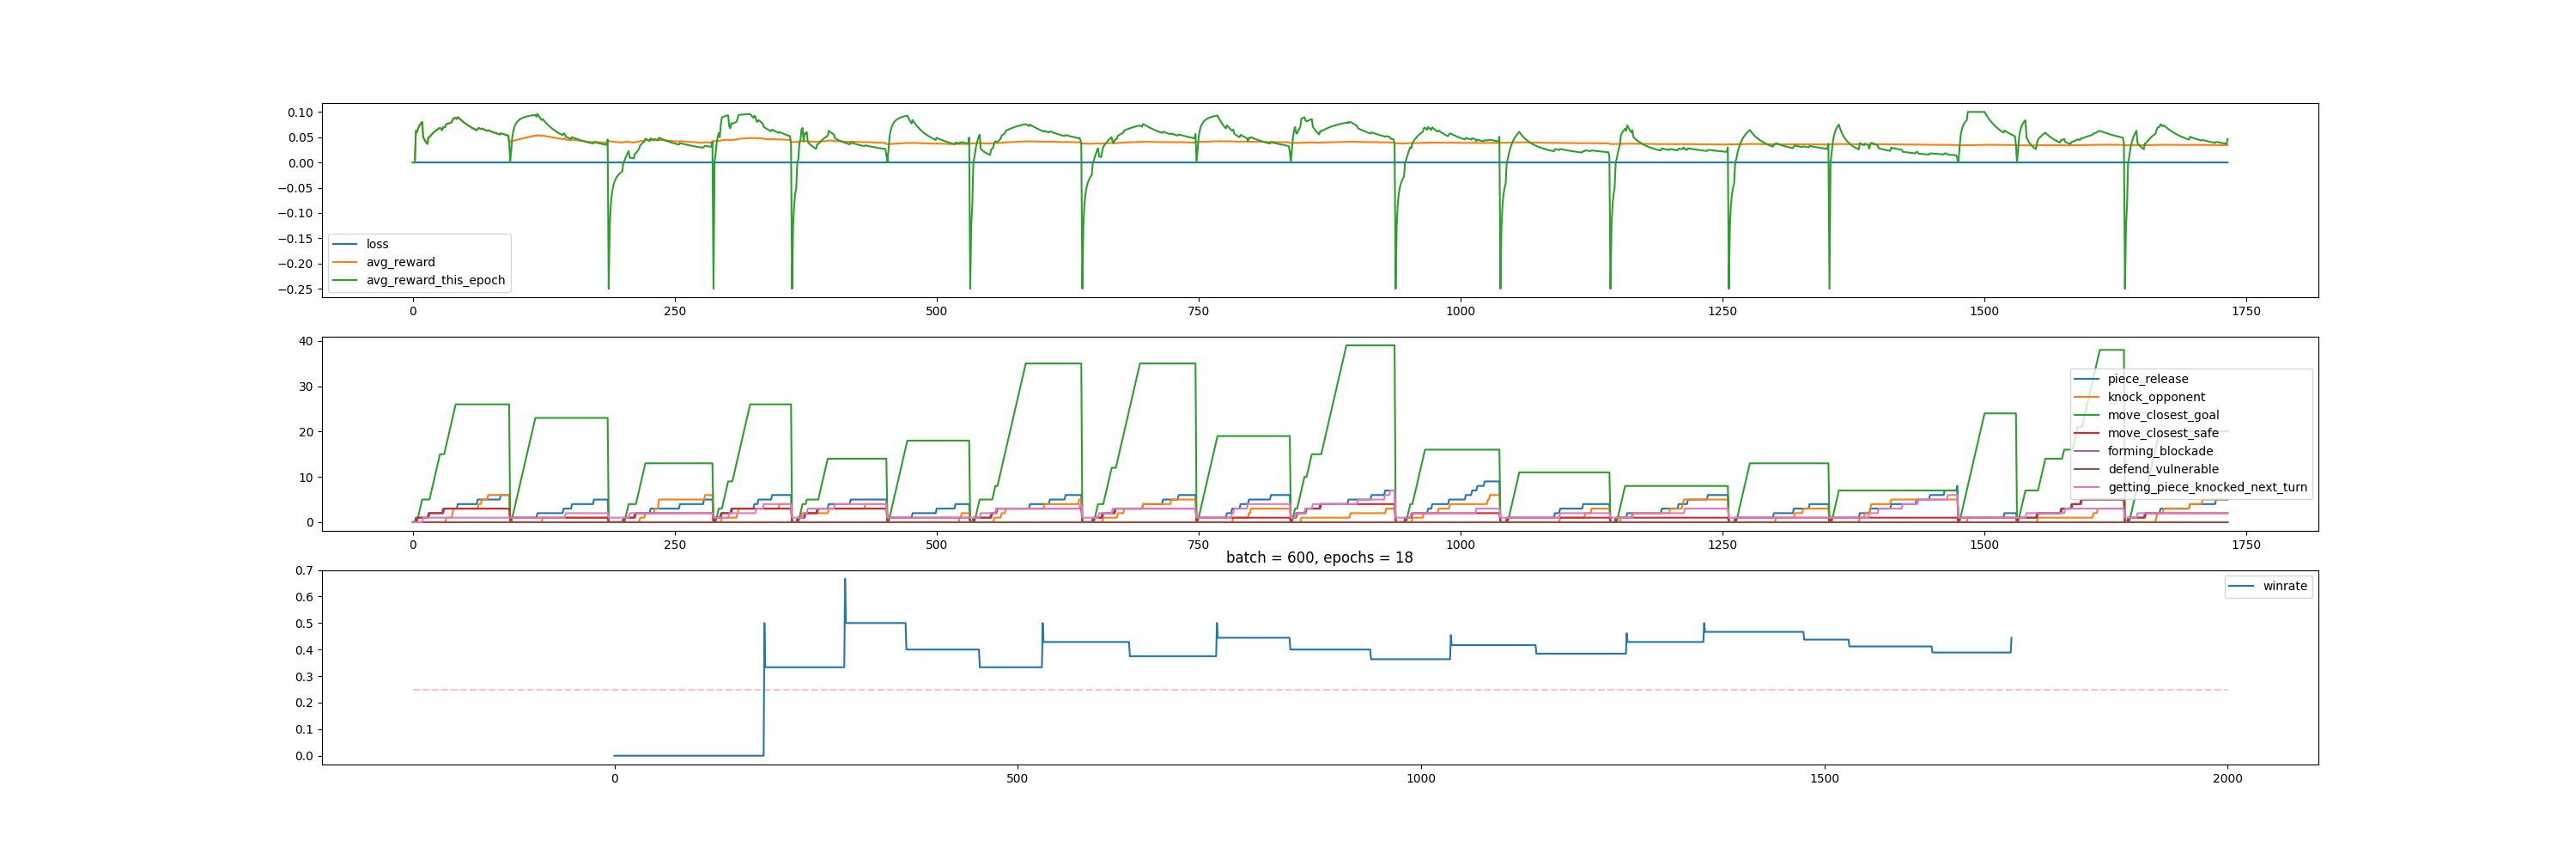 0.10
0.05
0.00
−0.05
−0.10
−0.15
−0.20
−0.25
loss
avg_reward
avg_reward_this_epoch
0 250 500 750 1000 1250 1500 1750
40
30
20
10
0
piece_release
knock_opponent
move_closest_goal
move_closest_safe
forming_blockade
defend_vulnerable
getting_piece_knocked_next_turn
0 250 500 750 1000 1250 1500 1750
batch = 600, epochs = 18
0.7
0.6
0.5
0.4
0.3
0.2
0.1
0.0
winrate
0 500 1000 1500 2000